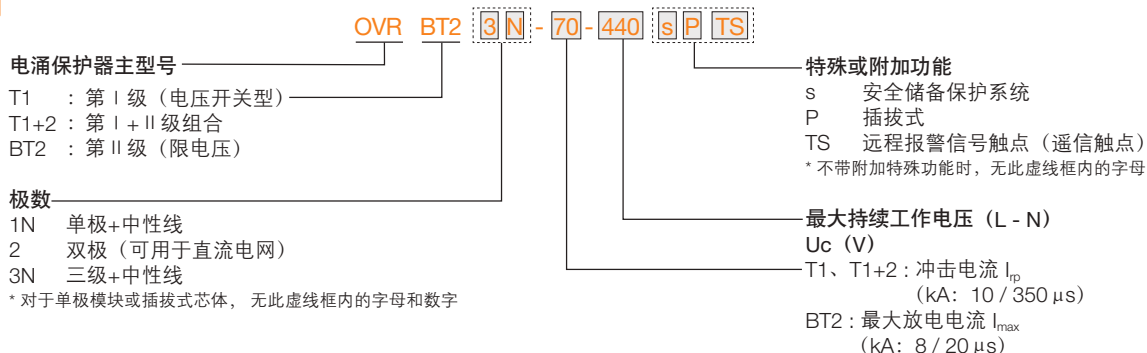 OVR BT2 3 N - 70 - 440 s P TS
电涌保护器主型号
T1 : 第Ⅰ级（电压开关型）
T1+2 : 第Ⅰ+Ⅱ级组合
BT2 : 第Ⅱ级（限电压）
极数
1N 单极+中性线
2 双极（可用于直流电网）
3N 三级+中性线
* 对于单极模块或插拔式芯体， 无此虚线框内的字母和数字
特殊或附加功能
s 安全储备保护系统
P 插拔式
TS 远程报警信号触点（遥信触点）
* 不带附加特殊功能时，无此虚线框内的字母
最大持续工作电压（L - N）
Uc（V）
T1、T1+2 : 冲击电流 Irp
（kA: 10 / 350 μs）
BT2 : 最大放电电流 Imax
（kA: 8 / 20 μs）